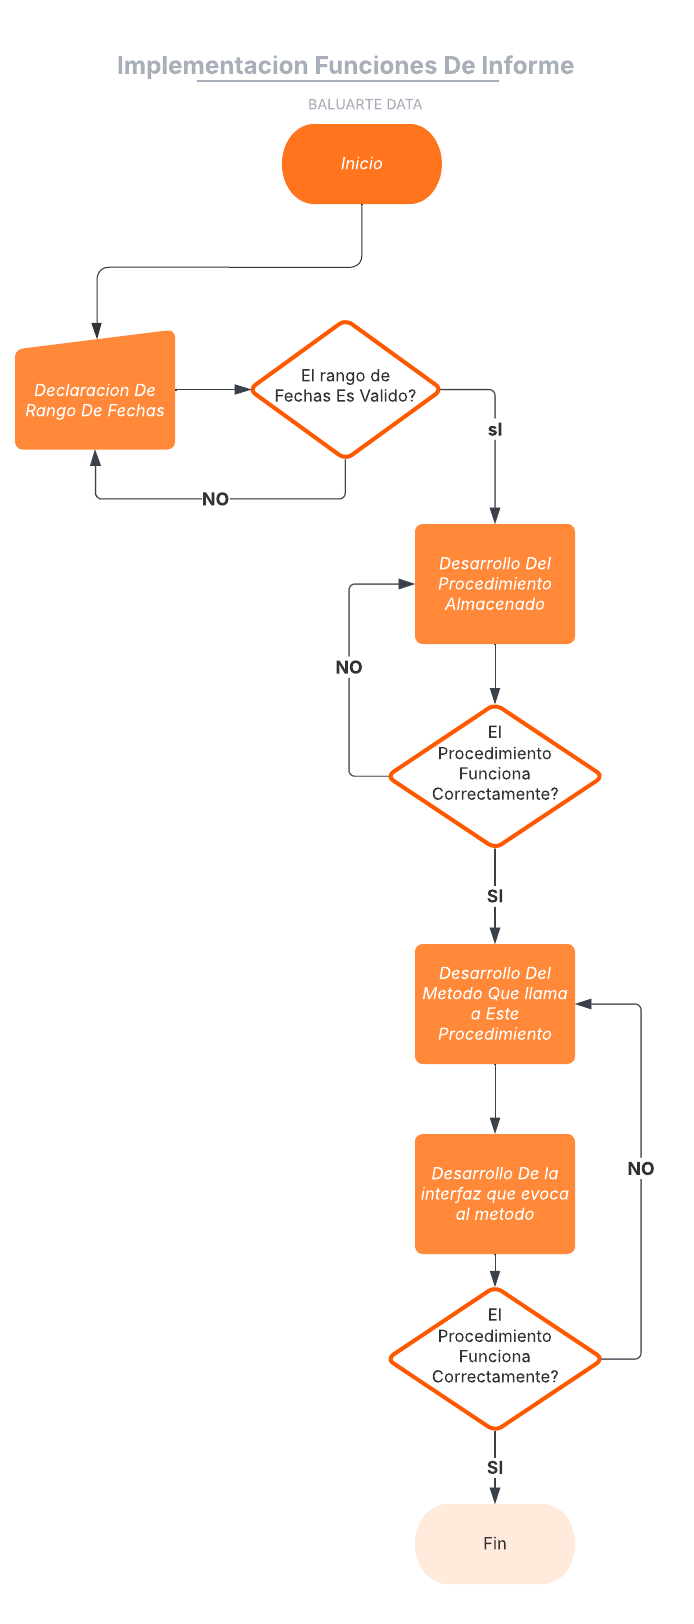 Implementacion Funciones De Informe
BALUARTE DATA
Inicio
Declaracion De
Rango De Fechas
El rango de
Fechas Es Valido?
sI
NO
Desarrollo Del
Procedimiento
Almacenado
NO
El
Procedimiento
Funciona
Correctamente?
SI
Desarrollo Del
Metodo Que llama
a Este
Procedimiento
Desarrollo De la
interfaz que evoca
al metodo
NO
El
Procedimiento
Funciona
Correctamente?
SI
Fin